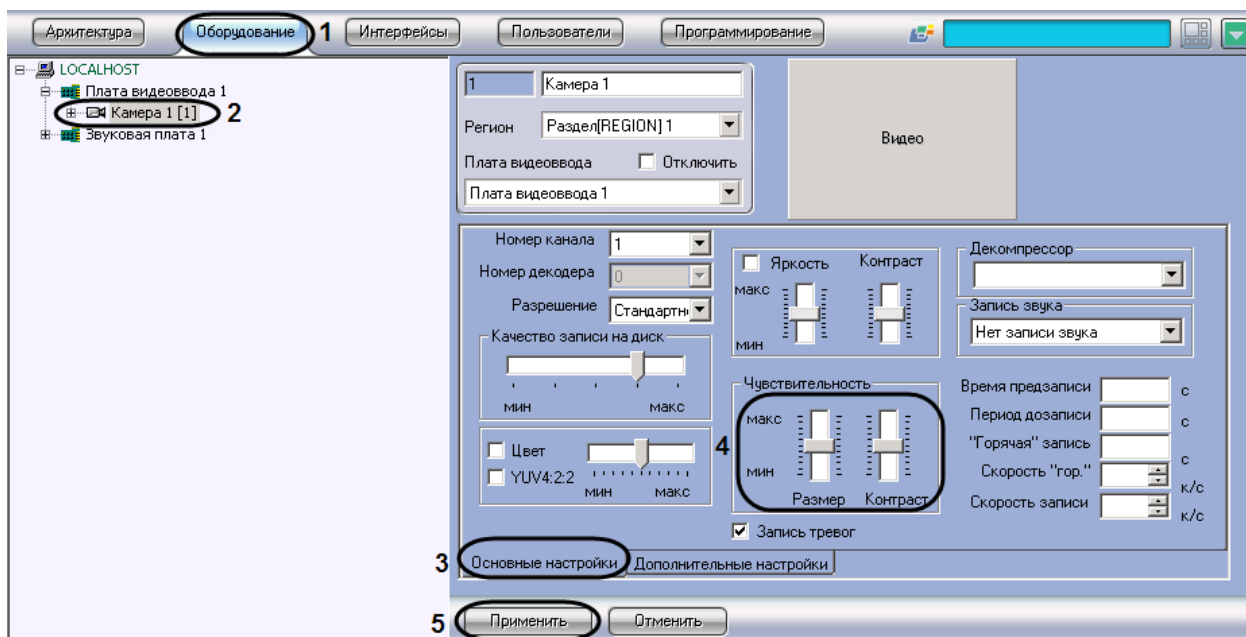 Архитектура Оборудование 1 Интерфейсы Пользователи Программирование
LOCALHOST
Плата видеоввода 1
Камера 1 [1] 2
Звуковая плата 1
1 Камера 1
Регион Раздел[REGION] 1
Плата видеоввода Отключить
Плата видеоввода 1
Видео
Номер канала 1
Номер декодера 0
Разрешение Стандартн
Качество записи на диск
мин макс
Цвет
YUV4:2:2
мин макс
Яркость Контраст
макс
мин
Чувствительность
макс
4
мин
Размер Контраст
Запись тревог
Декомпрессор
Запись звука
Нет записи звука
Время предзаписи с
Период дозаписи с
"Горячая" запись с
Скорость "гор." к/с
Скорость записи к/с
3 Основные настройки Дополнительные настройки
5 Применить Отменить